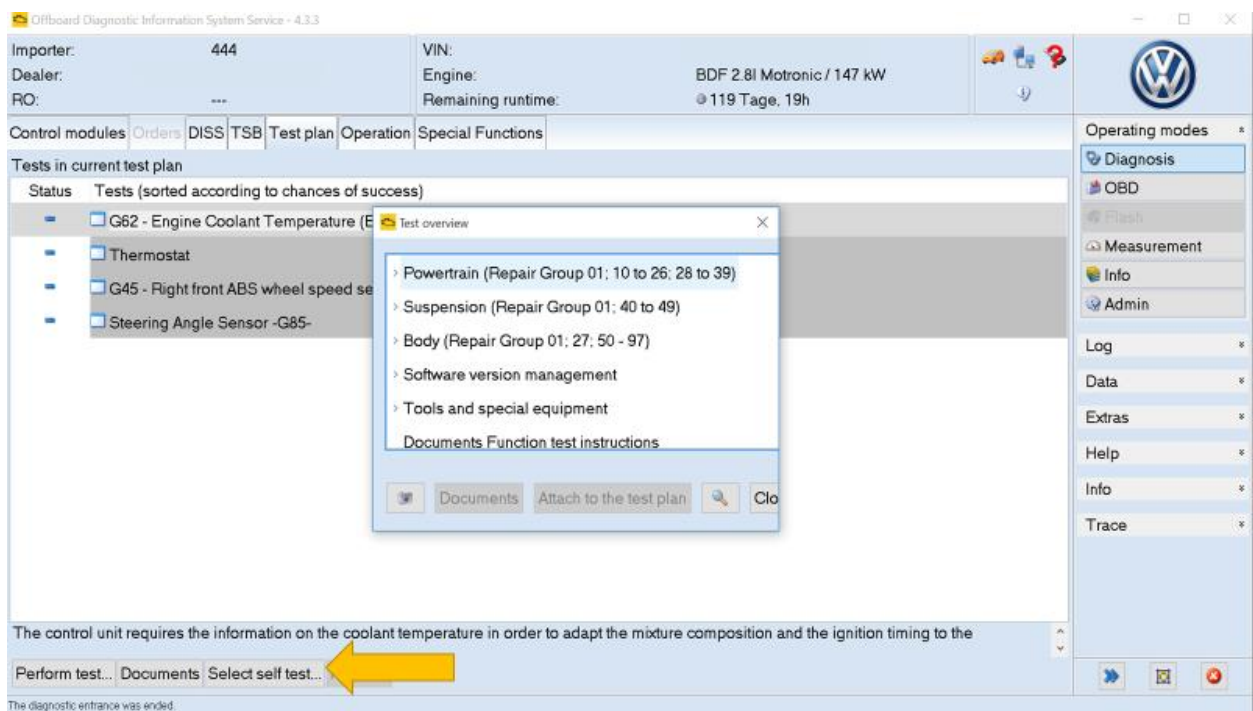 Offboard Diagnostic Information System Service - 4.3.3
Importer: 444 VIN:
Dealer: Engine: BDF 2.8l Motronic / 147 kW
RO: --- Remaining runtime: 119 Tage, 19h
Control modules Orders DISS TSB Test plan Operation Special Functions
Tests in current test plan
Status Tests (sorted according to chances of success)
G62 - Engine Coolant Temperature (E
Thermostat
G45 - Right front ABS wheel speed se
Steering Angle Sensor -G85-
Test overview
Powertrain (Repair Group 01; 10 to 26; 28 to 39)
Suspension (Repair Group 01; 40 to 49)
Body (Repair Group 01; 27; 50 - 97)
Software version management
Tools and special equipment
Documents Function test instructions
Documents Attach to the test plan Clo
The control unit requires the information on the coolant temperature in order to adapt the mixture composition and the ignition timing to the
Perform test... Documents Select self test...
The diagnostic entrance was ended.
Operating modes
Diagnosis
OBD
Flash
Measurement
Info
Admin
Log
Data
Extras
Help
Info
Trace